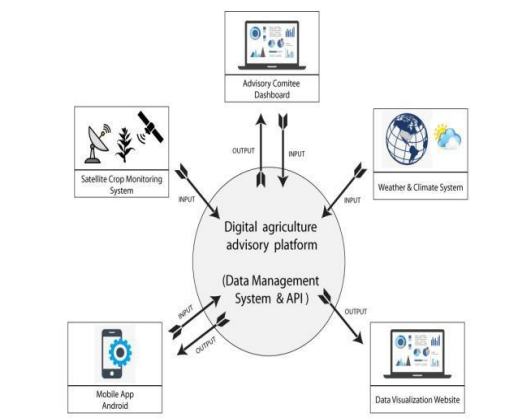 Advisory Comitee
Dashboard
OUTPUT
INPUT
Satellite Crop Monitoring
System
INPUT
Weather & Climate System
INPUT
Digital agriculture
advisory platform
(Data Management
System & API )
INPUT
OUTPUT
OUTPUT
Mobile App
Android
Data Visualization Website